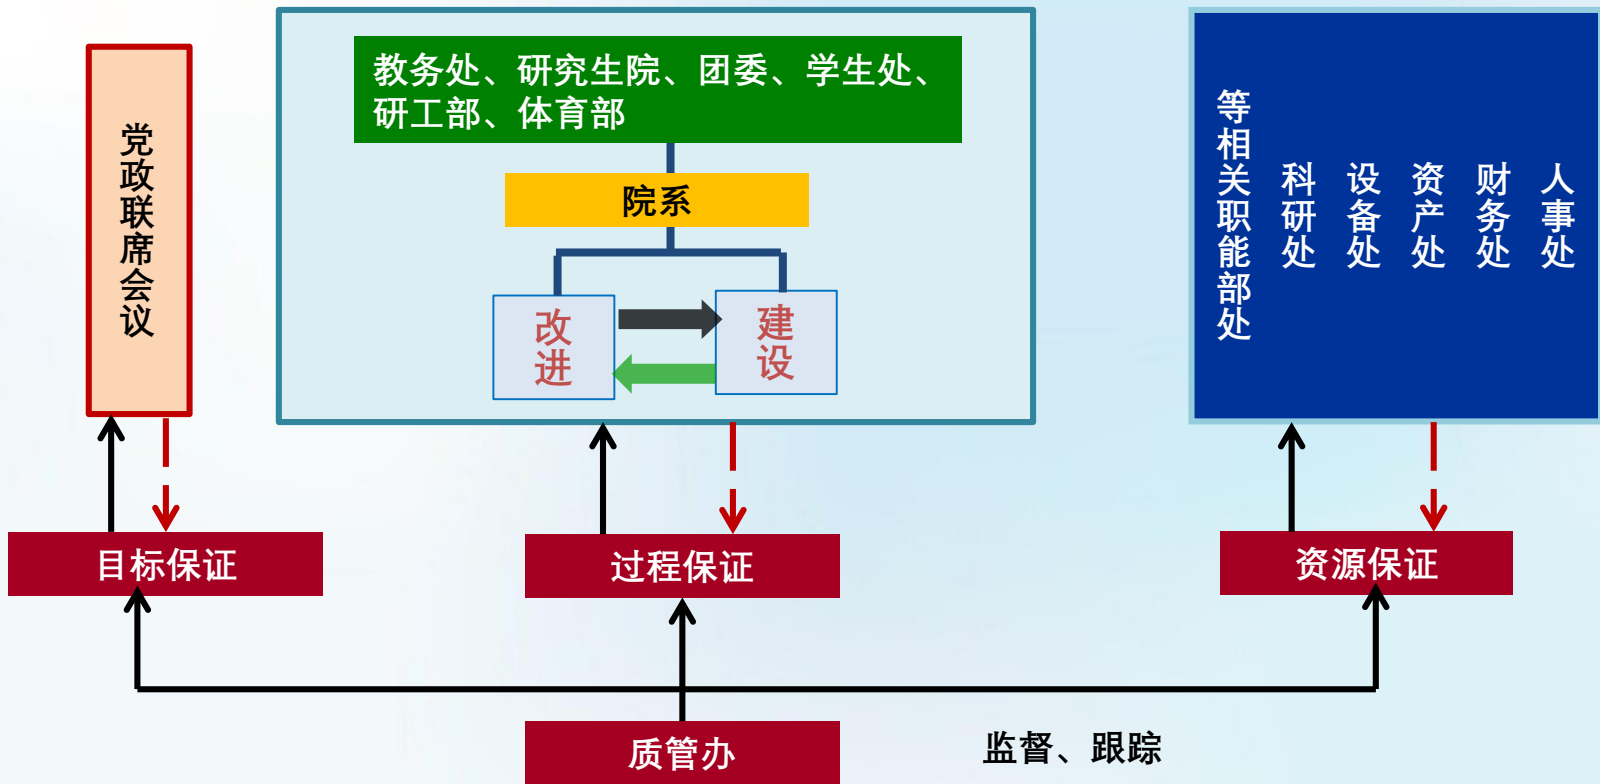 党政联席会议
教务处、研究生院、团委、学生处、
研工部、体育部
院系
改进
建设
人事处
财务处
资产处
设备处
科研处
等相关职能部处
目标保证
过程保证
资源保证
质管办
监督、跟踪